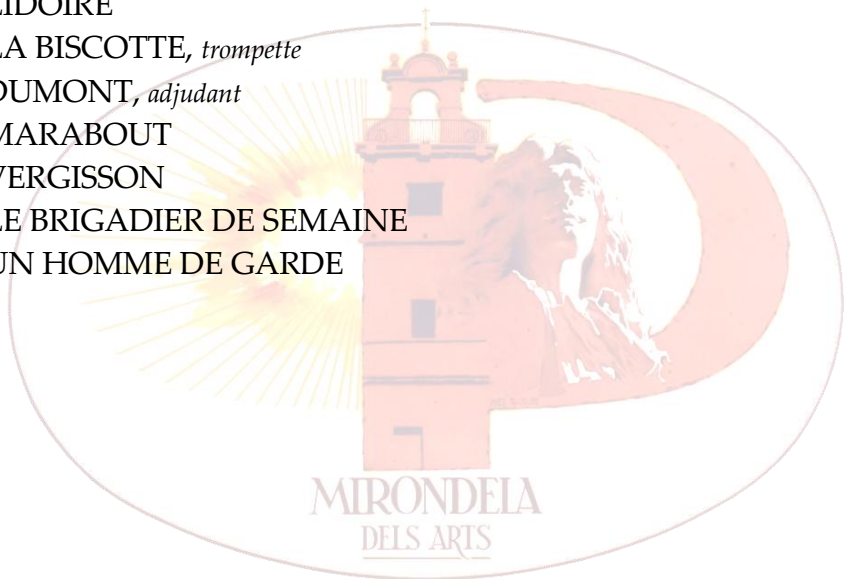 LIDOIRE
LA BISCOTTE, trompette
DUMONT, adjudant
MARABOUT
VERGISSON
LE BRIGADIER DE SEMAINE
UN HOMME DE GARDE
MIRONDELA
DELS ARTS